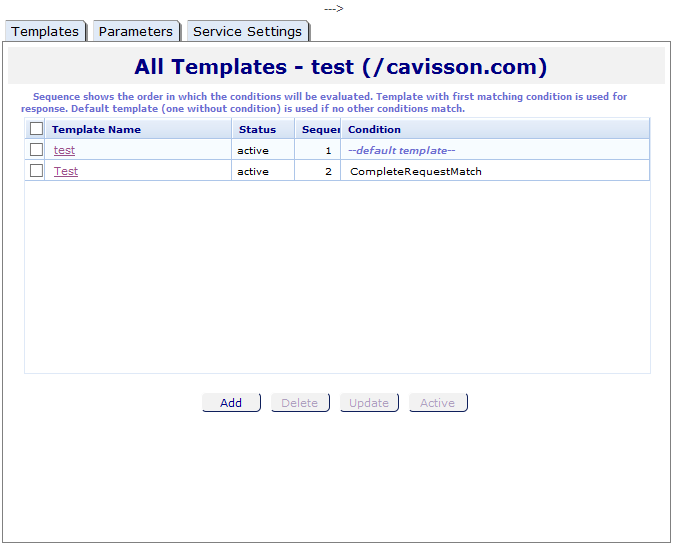 --->
Templates Parameters Service Settings
All Templates - test (/cavisson.com)
Sequence shows the order in which the conditions will be evaluated. Template with first matching condition is used for
response. Default template (one without condition) is used if no other conditions match.
Template Name Status Sequer Condition
test active 1 --default template--
Test active 2 CompleteRequestMatch
Add Delete Update Active